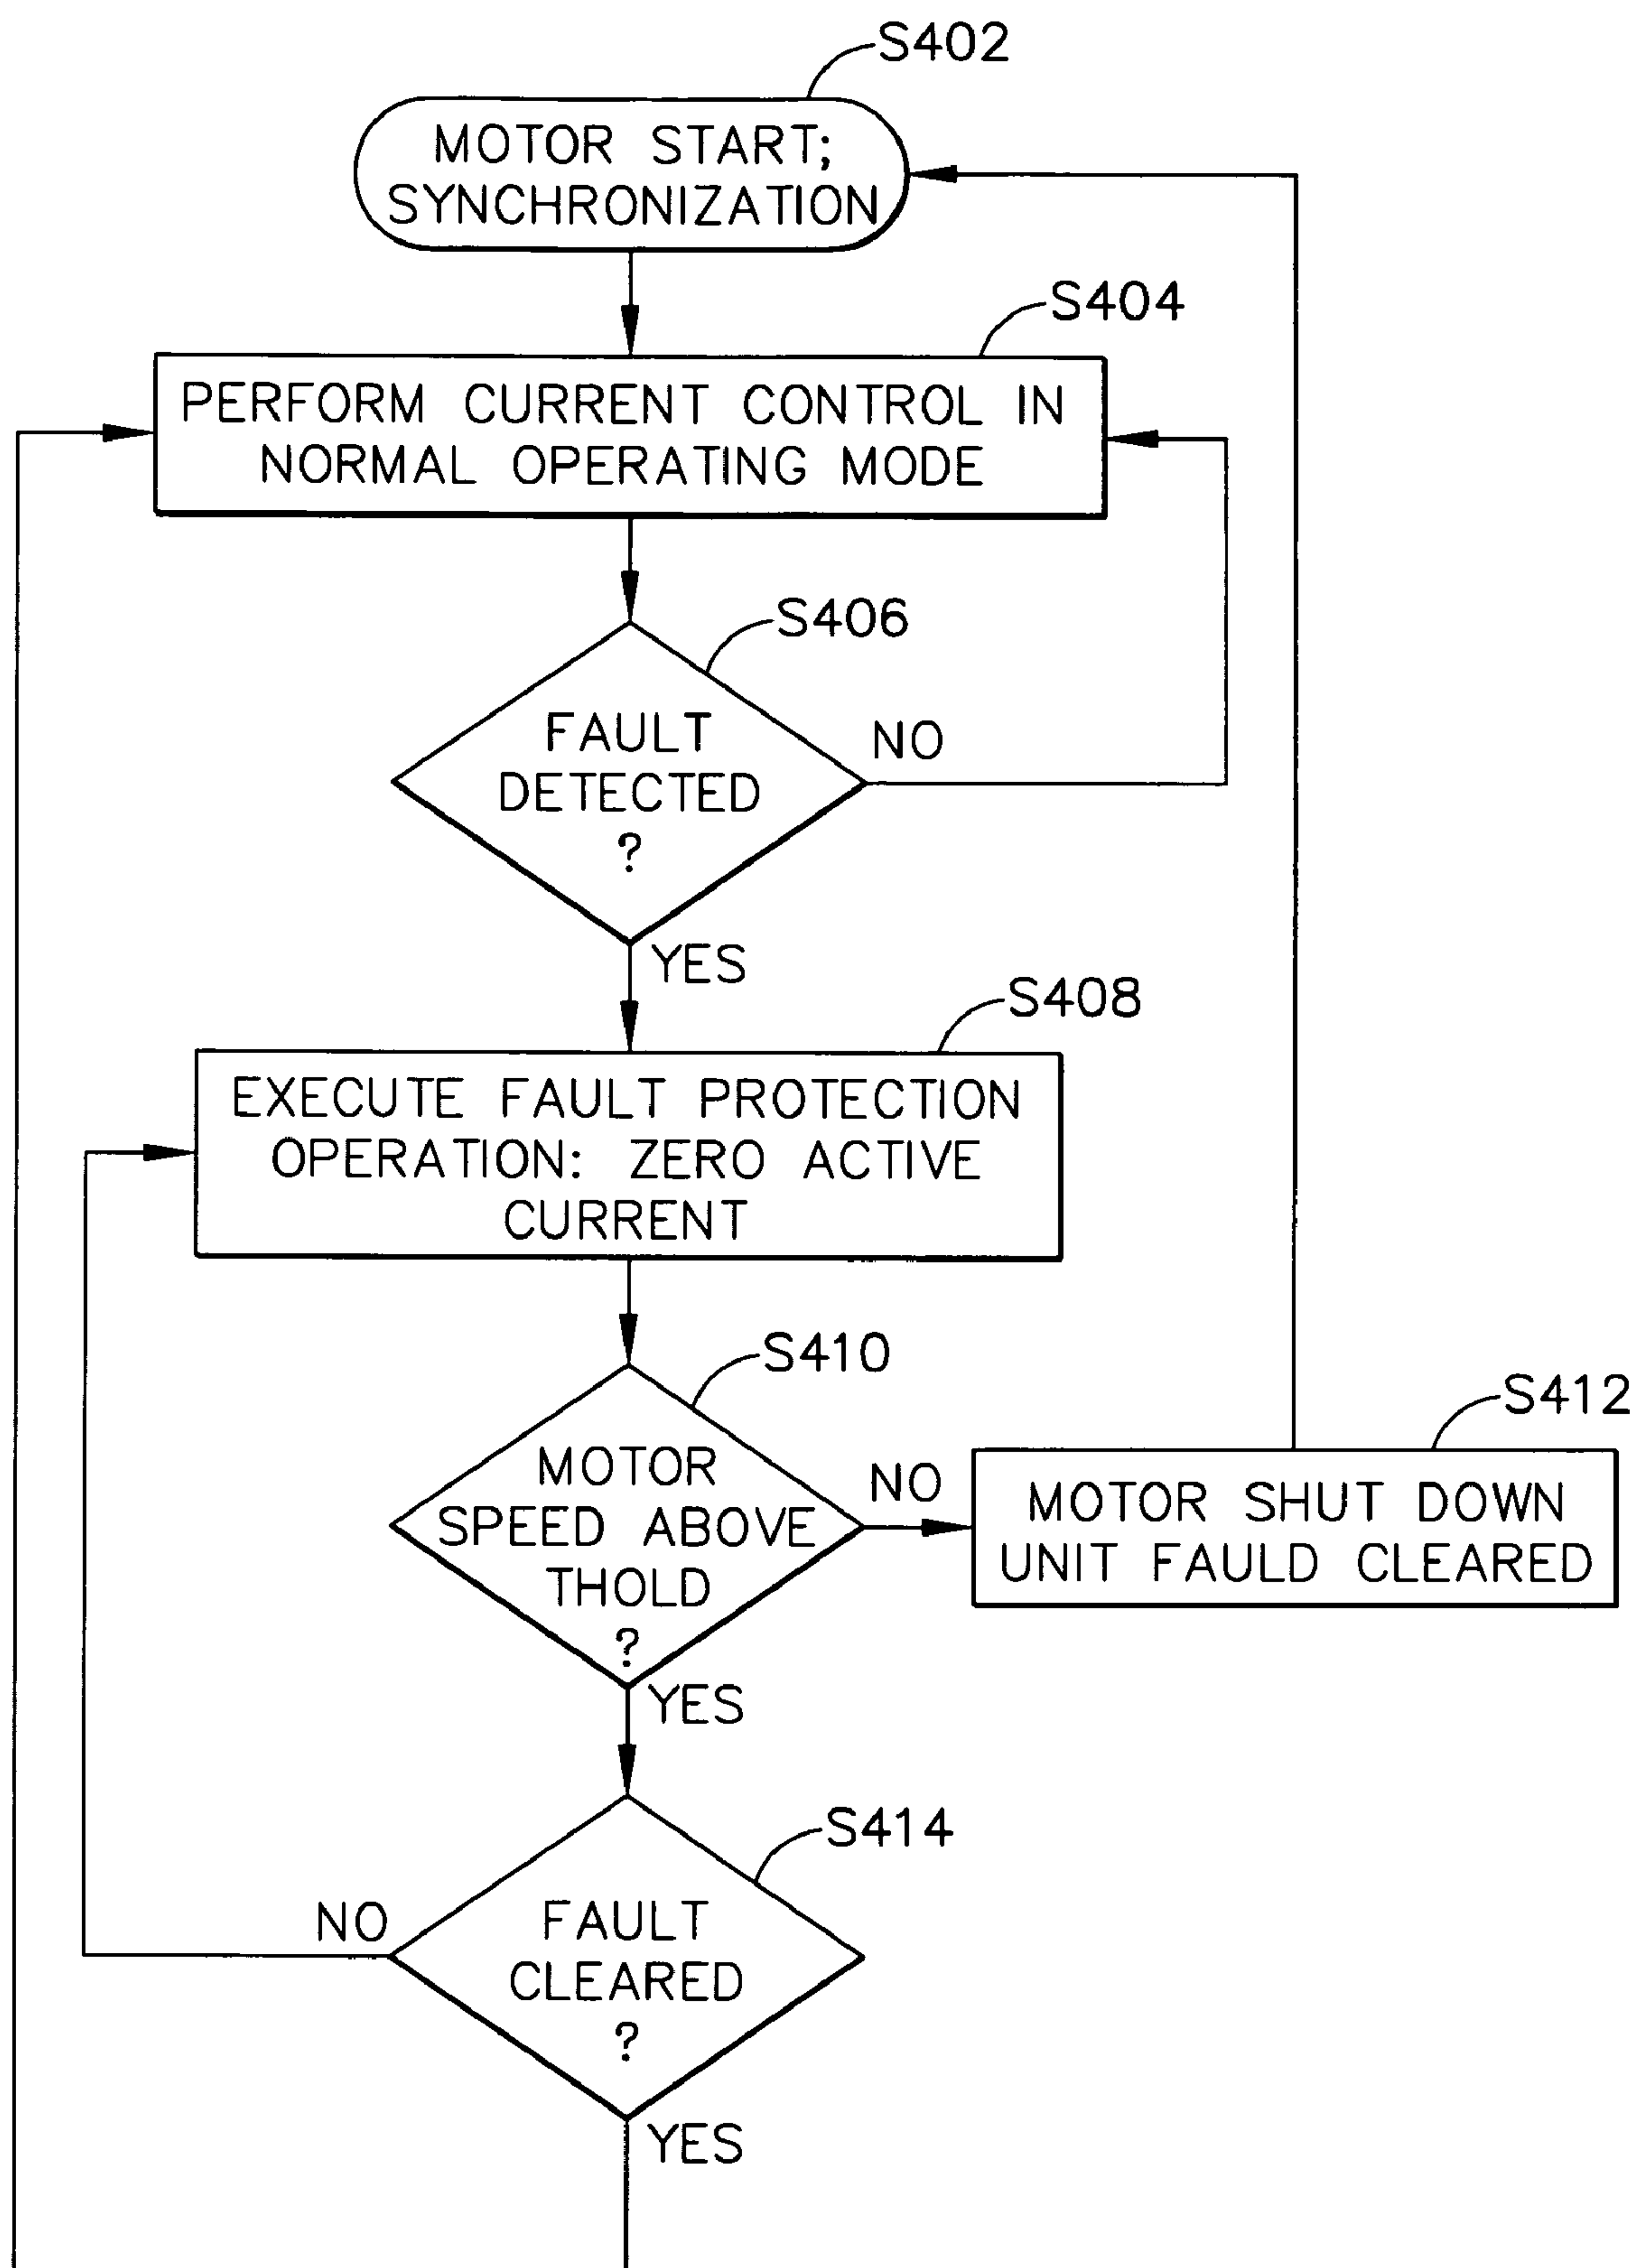 S402
MOTOR START;
SYNCHRONIZATION
S404
PERFORM CURRENT CONTROL IN
NORMAL OPERATING MODE
S406
FAULT
DETECTED
?
NO
YES
S408
EXECUTE FAULT PROTECTION
OPERATION: ZERO ACTIVE
CURRENT
S410
MOTOR
SPEED ABOVE
THOLD
?
NO
YES
S412
MOTOR SHUT DOWN
UNIT FAULD CLEARED
S414
FAULT
CLEARED
?
NO
YES